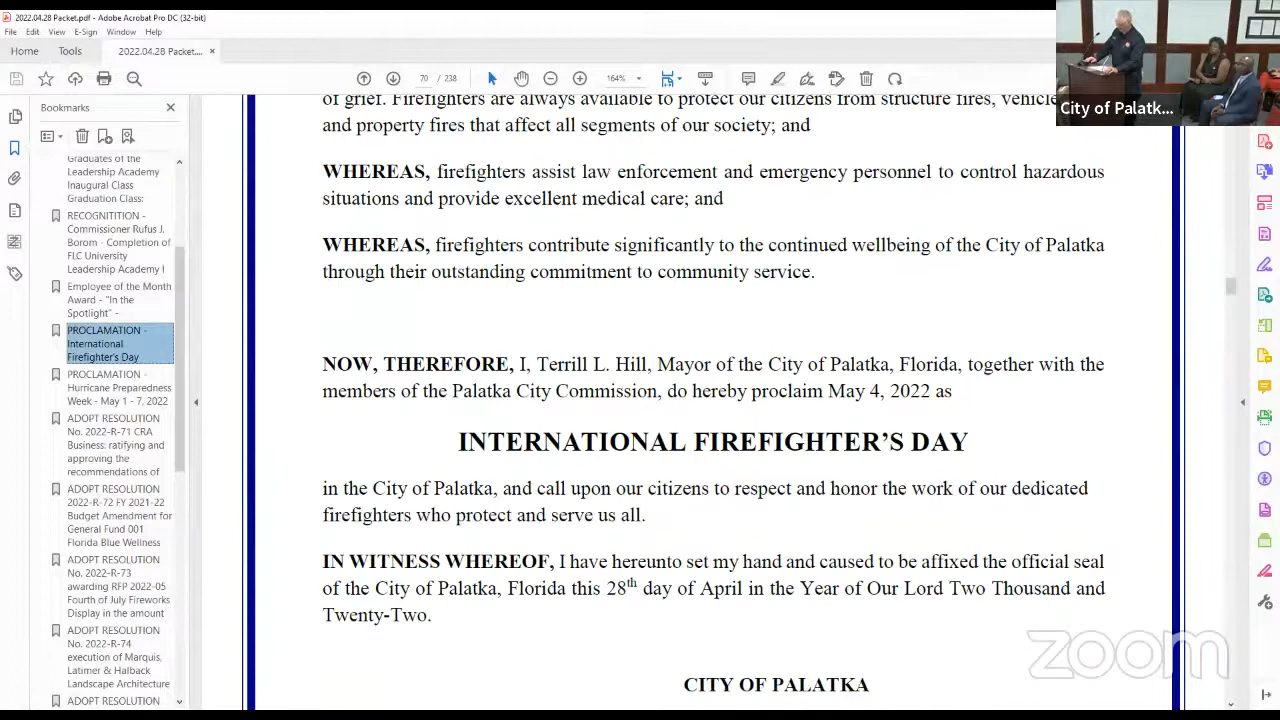 2022.04.28 Packet.pdf - Adobe Acrobat Pro DC (32-bit)
File Edit View E-Sign Window Help
Home Tools 2022.04.28 Packet.... ×
70 / 238 164%
Bookmarks
Graduates of the
Leadership Academy
Inaugural Class
Graduation Class:
RECOGNITITION -
Commissioner Rufus J.
Borom - Completion of
FLC University
Leadership Academy I
Employee of the Month
Award - "In the
Spotlight" -
PROCLAMATION -
International
Firefighter's Day
PROCLAMATION -
Hurricane Preparedness
Week - May 1 - 7, 2022
ADOPT RESOLUTION
No. 2022-R-71 CRA
Business: ratifying and
approving the
recommendations of
ADOPT RESOLUTION
2022-R-72 FY 2021-22
Budget Amendment for
General Fund 001
Florida Blue Wellness
ADOPT RESOLUTION
No. 2022-R-73
awarding RFP 2022-05
Fourth of July Fireworks
Display in the amount
ADOPT RESOLUTION
No. 2022-R-74
execution of Marquis,
Latimer & Halback
Landscape Architecture
ADOPT RESOLUTION
of grief. Firefighters are always available to protect our citizens from structure fires, vehicle
and property fires that affect all segments of our society; and
WHEREAS, firefighters assist law enforcement and emergency personnel to control hazardous
situations and provide excellent medical care; and
WHEREAS, firefighters contribute significantly to the continued wellbeing of the City of Palatka
through their outstanding commitment to community service.
NOW, THEREFORE, I, Terrill L. Hill, Mayor of the City of Palatka, Florida, together with the
members of the Palatka City Commission, do hereby proclaim May 4, 2022 as
INTERNATIONAL FIREFIGHTER’S DAY
in the City of Palatka, and call upon our citizens to respect and honor the work of our dedicated
firefighters who protect and serve us all.
IN WITNESS WHEREOF, I have hereunto set my hand and caused to be affixed the official seal
of the City of Palatka, Florida this 28th day of April in the Year of Our Lord Two Thousand and
Twenty-Two.
CITY OF PALATKA
City of Palatk...
zoom